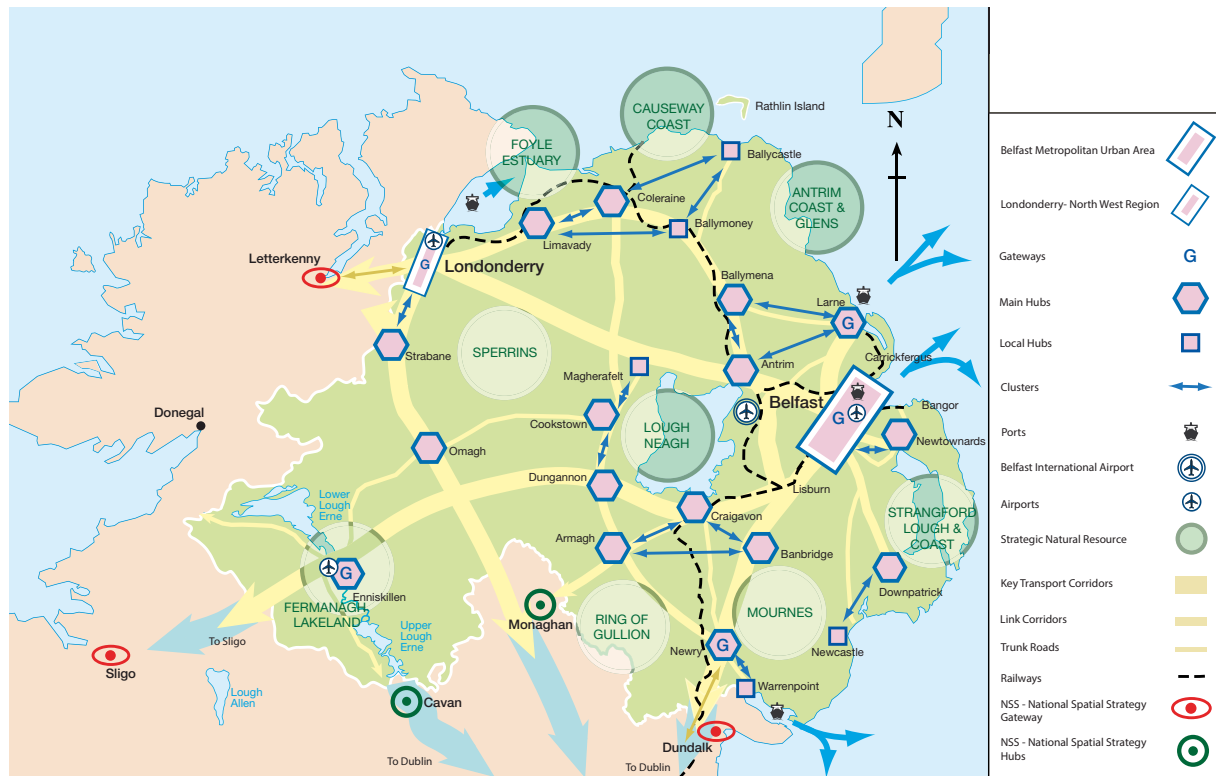 CAUSEWAY
COAST
Rathlin Island
N
FOYLE
ESTUARY
Ballycastle
ANTRIM
COAST &
GLENS
Coleraine
Ballymoney
Limavady
Letterkenny
G
Londonderry
Ballymena
Larne
G
Strabane
SPERRINS
Carrickfergus
Magherafelt
Antrim
Donegal
Belfast
G
Bangor
Cookstown
LOUGH
NEAGH
Newtownards
Omagh
Dungannon
Lisburn
Lower
Lough
Erne
Craigavon
STRANGFORD
LOUGH &
COAST
Armagh
Banbridge
G
Enniskillen
Downpatrick
FERMANAGH
LAKELAND
Monaghan
RING OF
GULLION
MOURNES
To Sligo
Upper
Lough
Erne
Newry
G
Newcastle
Sligo
Warrenpoint
Lough
Allen
Cavan
Dundalk
To Dublin
To Dublin
Belfast Metropolitan Urban Area
Londonderry- North West Region
Gateways
G
Main Hubs
Local Hubs
Clusters
Ports
Belfast International Airport
Airports
Strategic Natural Resource
Key Transport Corridors
Link Corridors
Trunk Roads
Railways
NSS - National Spatial Strategy
Gateway
NSS - National Spatial Strategy
Hubs